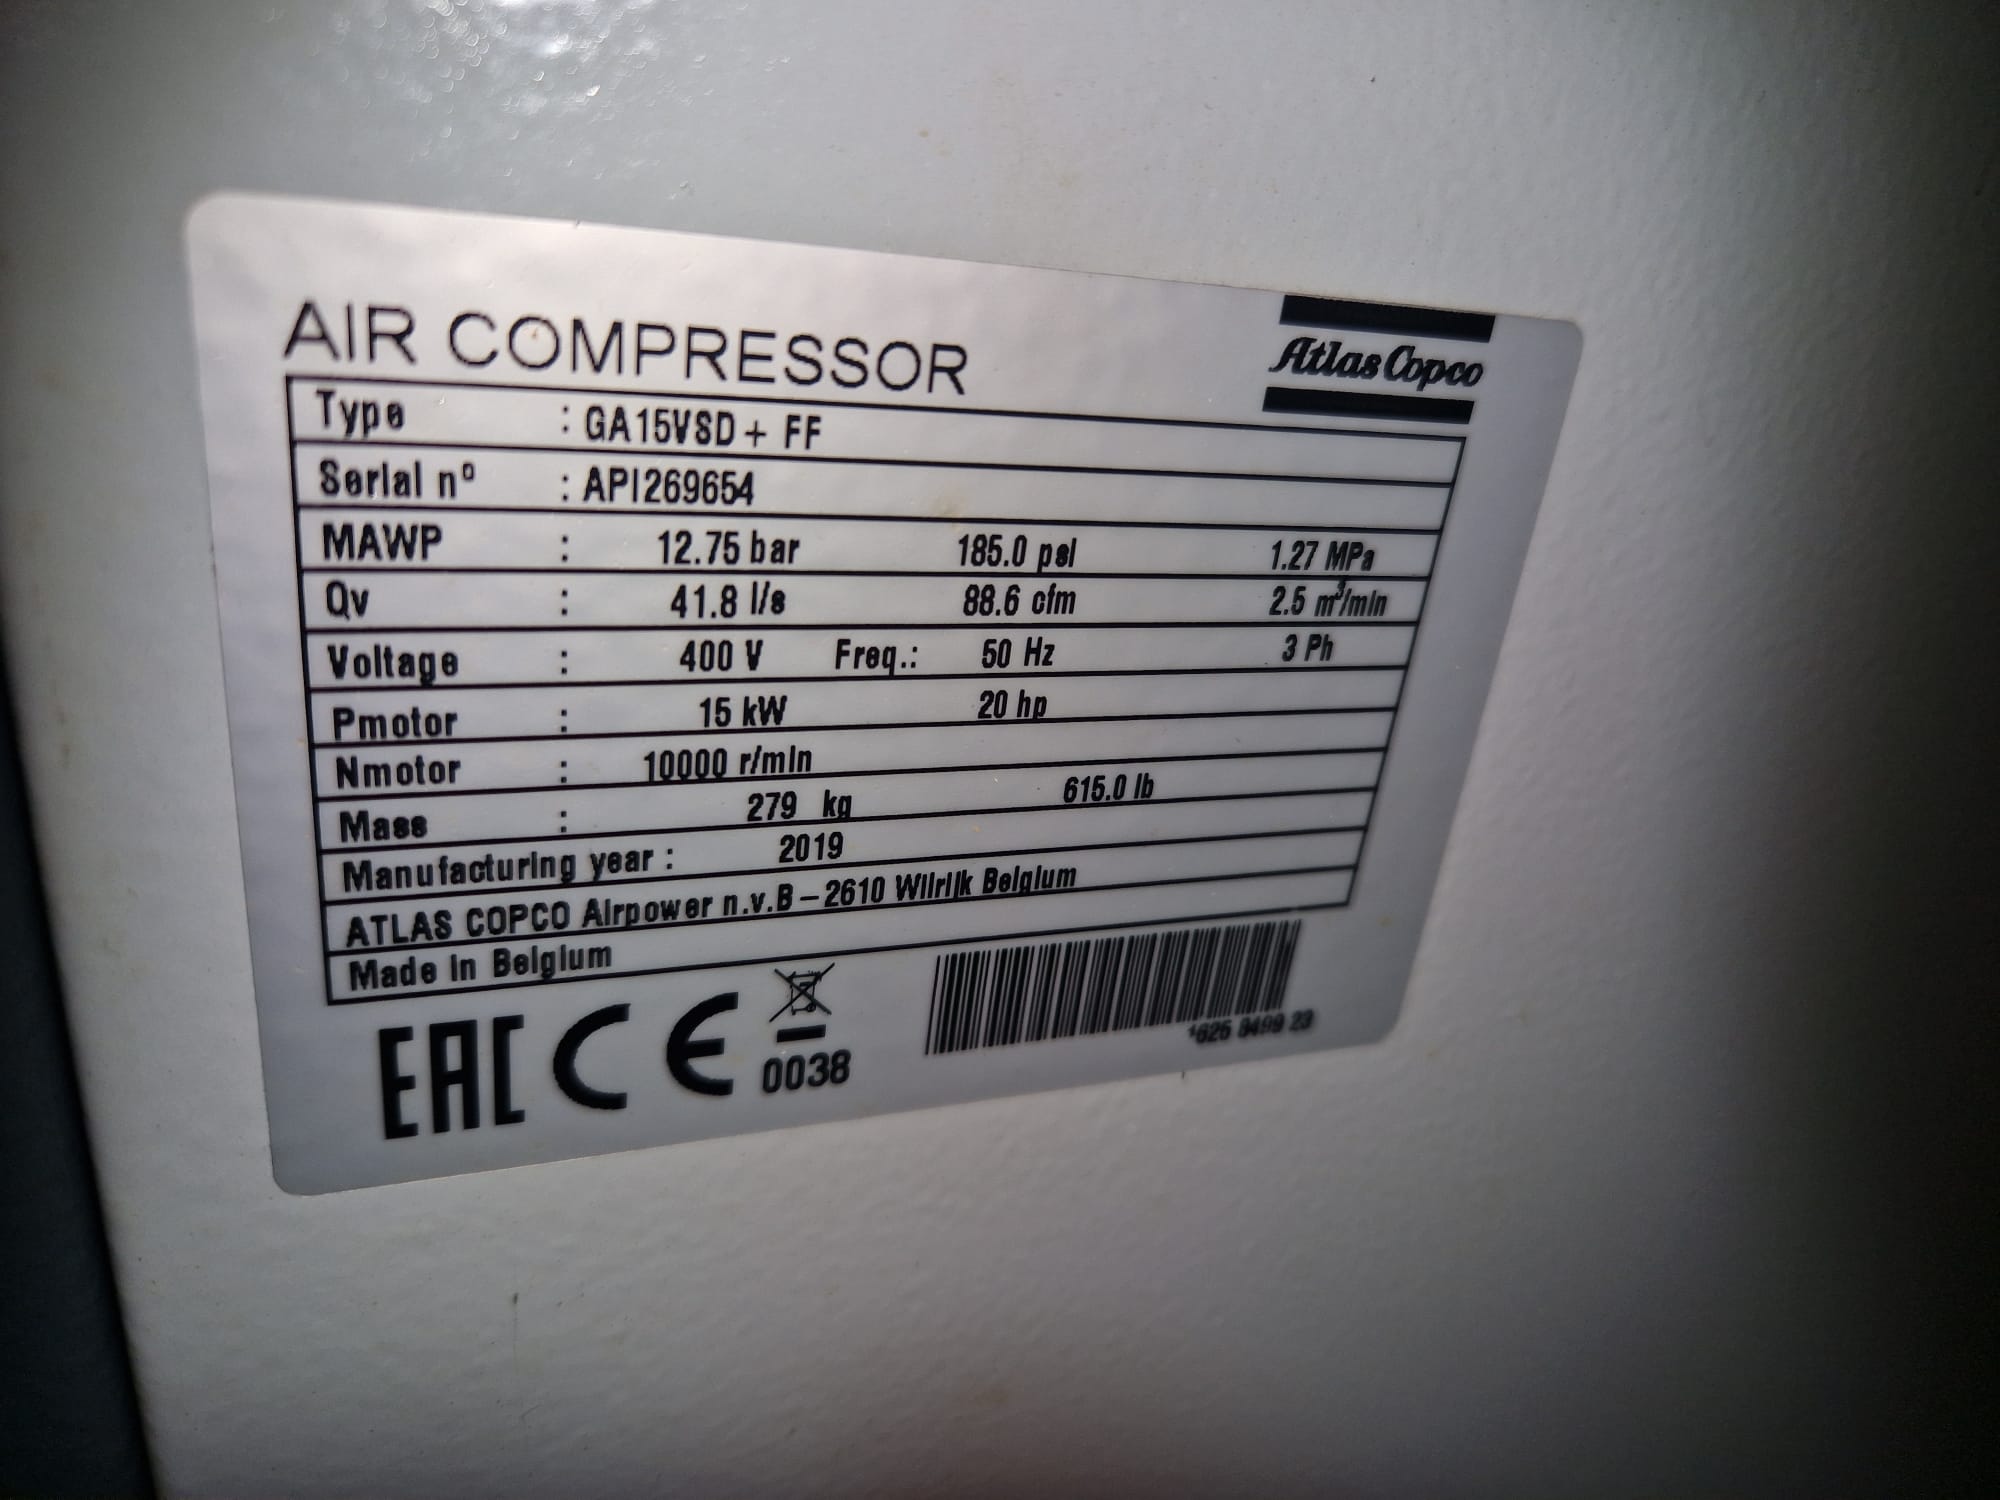 AIR COMPRESSOR
Atlas Copco
Type : GA15VSD+ FF
Serial nº : API269654
MAWP : 12.75 bar 185.0 psi 1.27 MPa
Qv : 41.8 l/s 88.6 cfm 2.5 m³/min
Voltage : 400 V Freq.: 50 Hz 3 Ph
Pmotor : 15 kW 20 hp
Nmotor : 10000 r/min
Mass : 279 kg 615.0 lb
Manufacturing year : 2019
ATLAS COPCO Airpower n.v.B – 2610 Wilrijk Belgium
Made in Belgium
EAC CE 0038
23